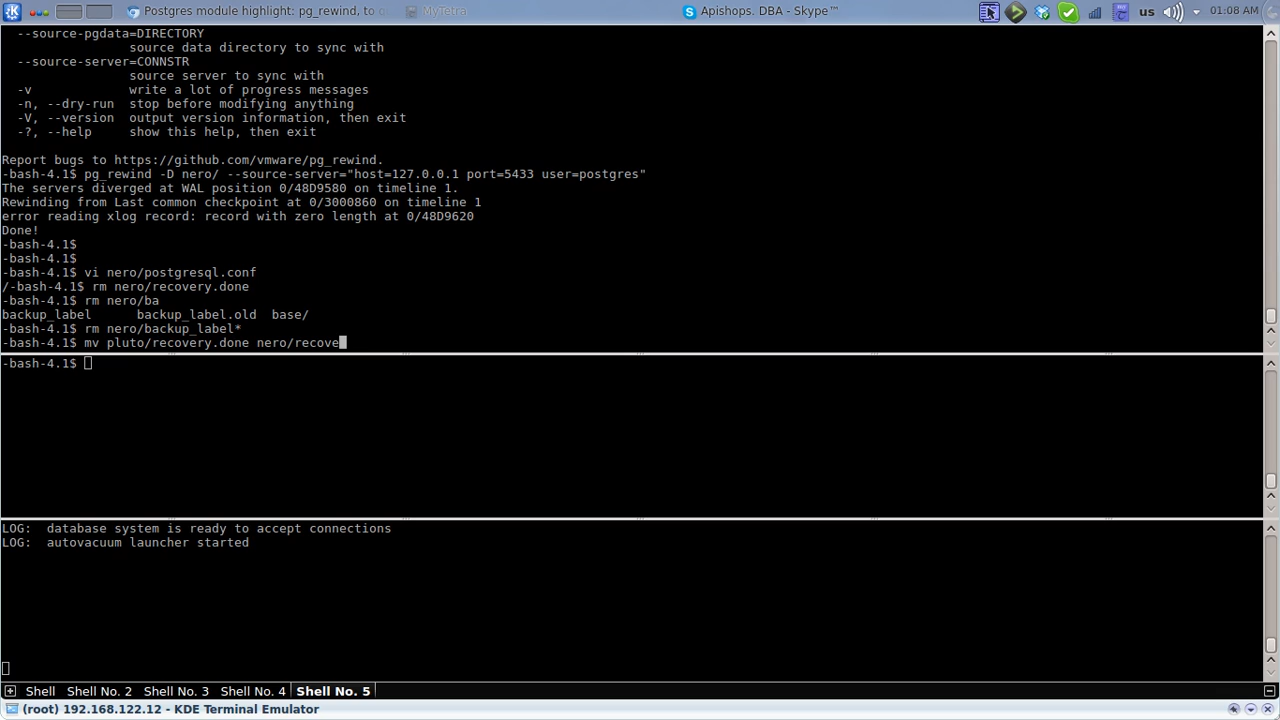 Postgres module highlight: pg_rewind, to c
MyTetra
Apishops. DBA - Skype™
us
01:08 AM
--source-pgdata=DIRECTORY
source data directory to sync with
--source-server=CONNSTR
source server to sync with
-v write a lot of progress messages
-n, --dry-run stop before modifying anything
-V, --version output version information, then exit
-?, --help show this help, then exit
Report bugs to https://github.com/vmware/pg_rewind.
-bash-4.1$ pg_rewind -D nero/ --source-server="host=127.0.0.1 port=5433 user=postgres"
The servers diverged at WAL position 0/48D9580 on timeline 1.
Rewinding from Last common checkpoint at 0/3000860 on timeline 1
error reading xlog record: record with zero length at 0/48D9620
Done!
-bash-4.1$
-bash-4.1$
-bash-4.1$ vi nero/postgresql.conf
/-bash-4.1$ rm nero/recovery.done
-bash-4.1$ rm nero/ba
backup_label backup_label.old base/
-bash-4.1$ rm nero/backup_label*
-bash-4.1$ mv pluto/recovery.done nero/recove
-bash-4.1$
LOG: database system is ready to accept connections
LOG: autovacuum launcher started
Shell Shell No. 2 Shell No. 3 Shell No. 4 Shell No. 5
(root) 192.168.122.12 - KDE Terminal Emulator